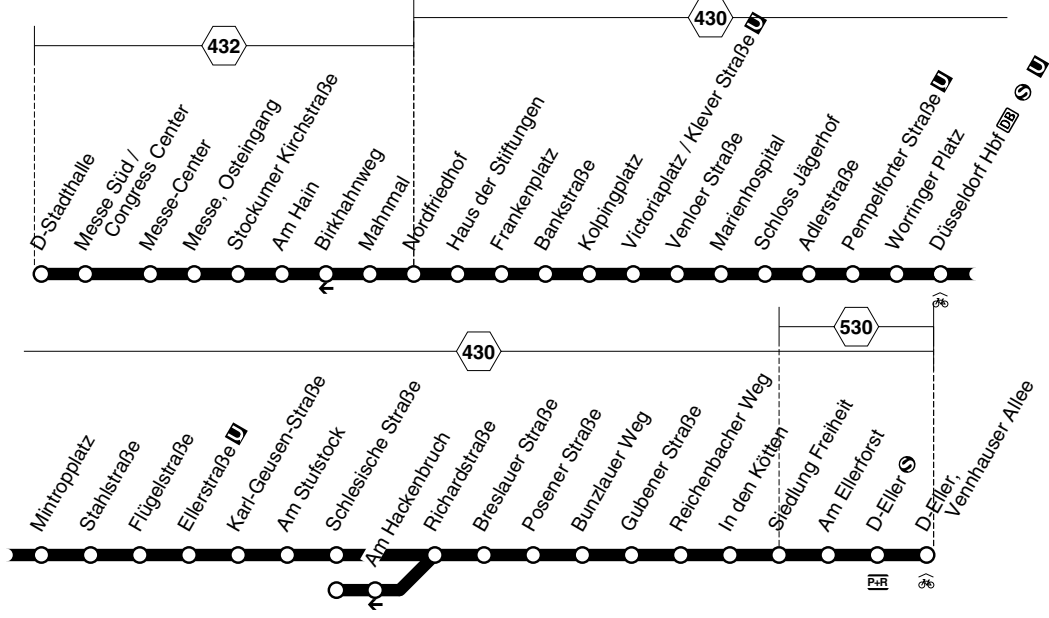 430
432
D-Stadthalle
Messe Süd /
Congress Center
Messe-Center
Messe, Osteingang
Stockumer Kirchstraße
Am Hain
Birkhahnweg
Mahnmal
Nordfriedhof
Haus der Stiftungen
Frankenplatz
Bankstraße
Kolpingplatz
Victoriaplatz / Klever Straße U
Venloer Straße
Marienhospital
Schloss Jägerhof
Adlerstraße
Pempelforter Straße U
Worringer Platz
Düsseldorf Hbf DB S U
530
430
Mintropplatz
Stahlstraße
Flügelstraße
Ellerstraße U
Karl-Geusen-Straße
Am Stufstock
Schlesische Straße
Am Hackenbruch
Richardstraße
Breslauer Straße
Posener Straße
Bunzlauer Weg
Gubener Straße
Reichenbacher Weg
In den Kötten
Siedlung Freiheit
Am Ellerforst
D-Eller S
D-Eller,
Vennhauser Allee
P+R